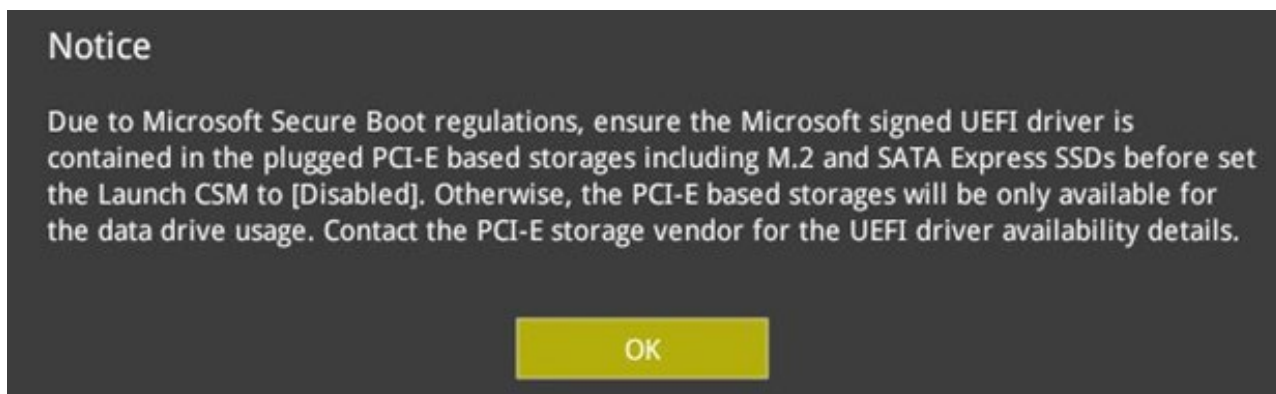 Notice
Due to Microsoft Secure Boot regulations, ensure the Microsoft signed UEFI driver is
contained in the plugged PCI-E based storages including M.2 and SATA Express SSDs before set
the Launch CSM to [Disabled]. Otherwise, the PCI-E based storages will be only available for
the data drive usage. Contact the PCI-E storage vendor for the UEFI driver availability details.
OK